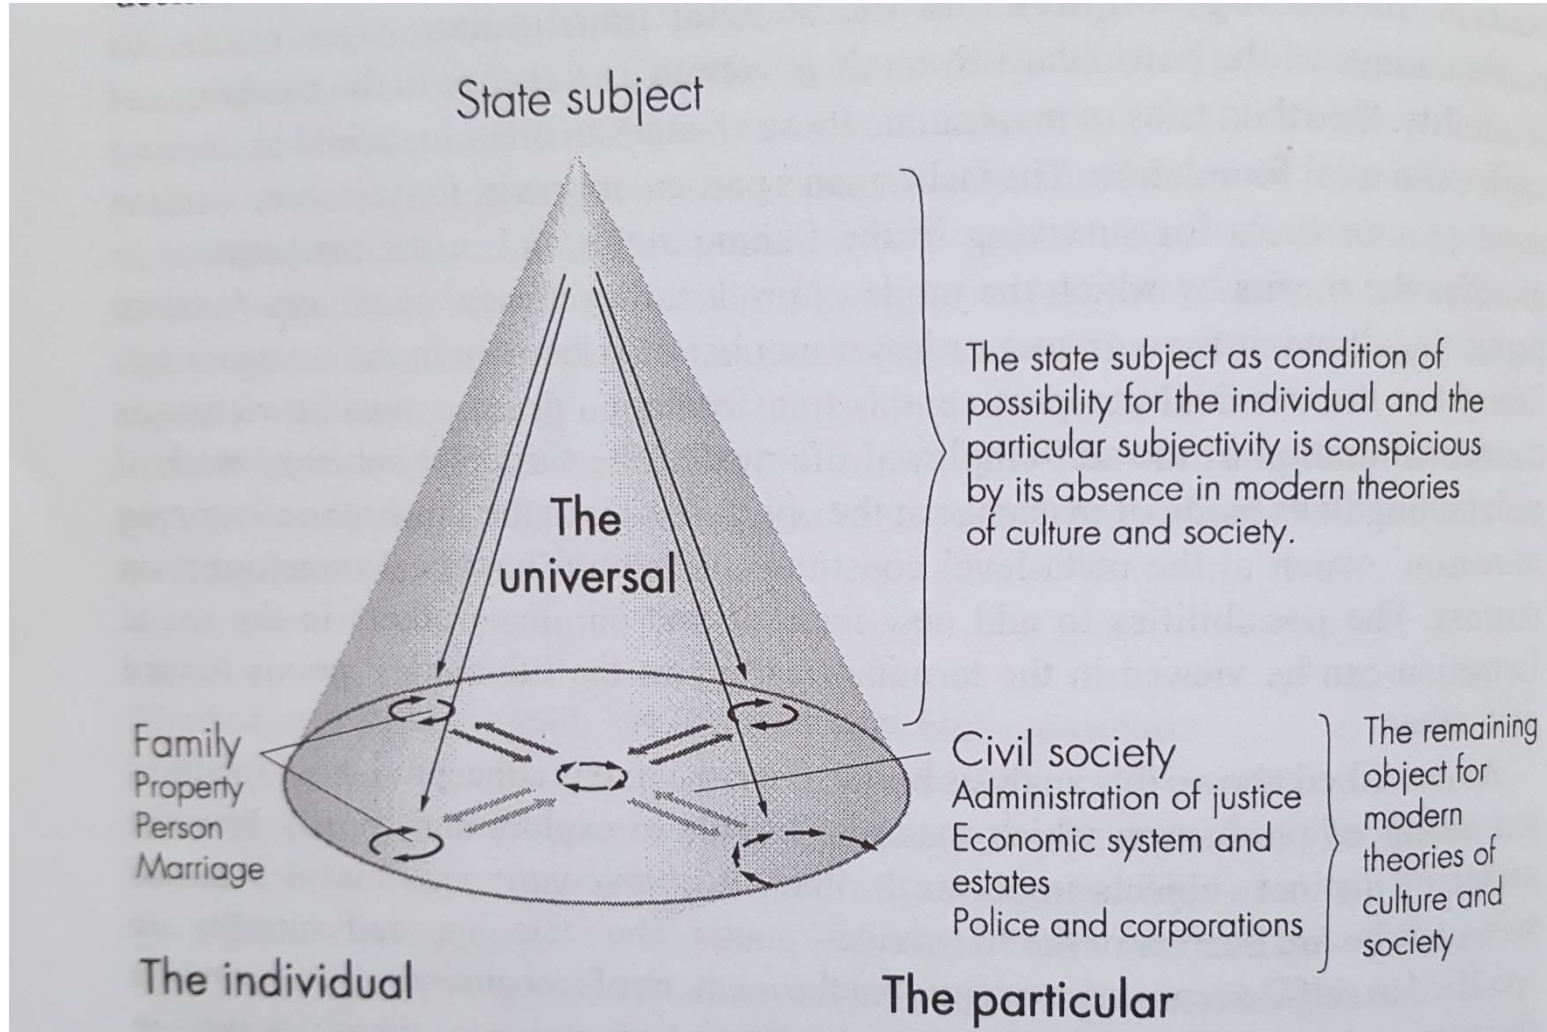 State subject
The state subject as condition of
possibility for the individual and the
particular subjectivity is conspicious
by its absence in modern theories
of culture and society.
The
universal
Family
Property
Person
Marriage
Civil society
Administration of justice
Economic system and
estates
Police and corporations
The remaining
object for
modern
theories of
culture and
society
The individual
The particular